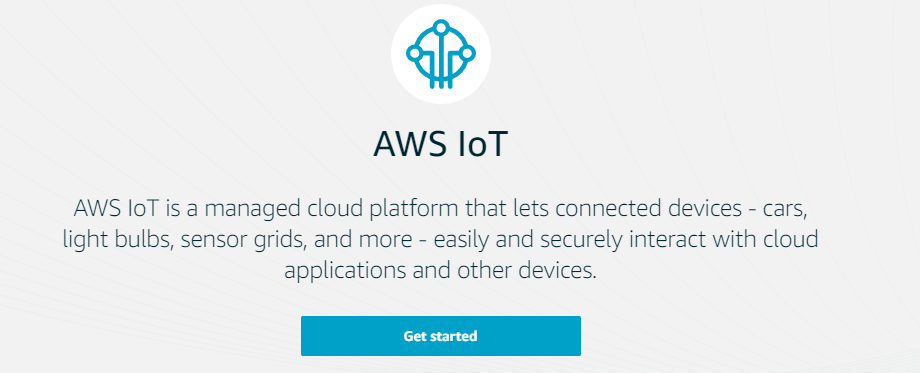 AWS IoT
AWS IoT is a managed cloud platform that lets connected devices - cars,
light bulbs, sensor grids, and more - easily and securely interact with cloud
applications and other devices.
Get started